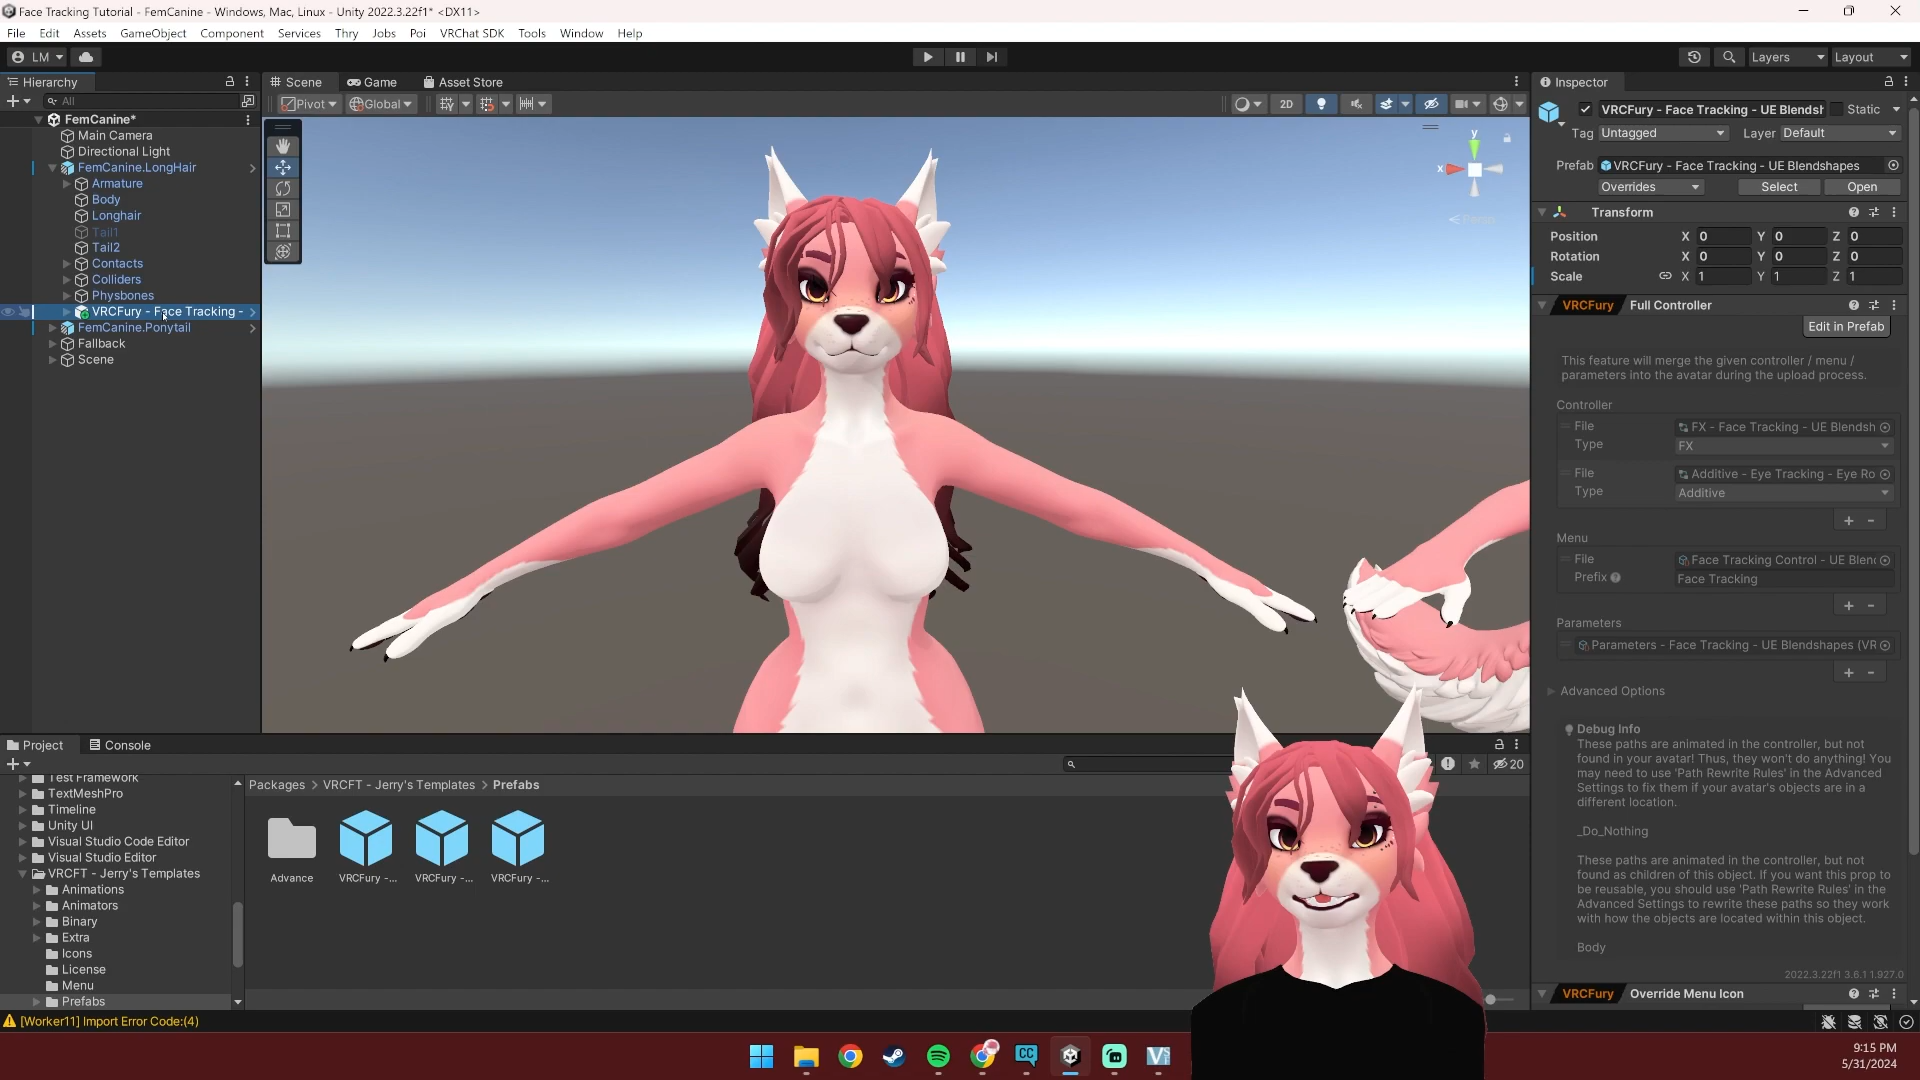 Face Tracking Tutorial - FemCanine - Windows, Mac, Linux - Unity 2022.3.22f1* <DX11>
File Edit Assets GameObject Component Services Thry Jobs Poi VRChat SDK Tools Window Help
LM
Layers
Layout
Hierarchy
All
FemCanine*
Main Camera
Directional Light
FemCanine.LongHair
Armature
Body
Longhair
Tail1
Tail2
Contacts
Colliders
Physbones
VRCFury - Face Tracking -
FemCanine.Ponytail
Fallback
Scene
Scene
Game
Asset Store
Pivot
Global
2D
y
x
Persp
Inspector
VRCFury - Face Tracking - UE Blendsh
Static
Tag Untagged
Layer Default
Prefab VRCFury - Face Tracking - UE Blendshapes
Overrides
Select
Open
Transform
Position X 0 Y 0 Z 0
Rotation X 0 Y 0 Z 0
Scale X 1 Y 1 Z 1
VRCFury Full Controller
Edit in Prefab
This feature will merge the given controller / menu /
parameters into the avatar during the upload process.
Controller
File FX - Face Tracking - UE Blendsh
Type FX
File Additive - Eye Tracking - Eye Ro
Type Additive
+ -
Menu
File Face Tracking Control - UE Blen
Prefix Face Tracking
+ -
Parameters
Parameters - Face Tracking - UE Blendshapes (VR
+ -
Advanced Options
Debug Info
These paths are animated in the controller, but not
found in your avatar! Thus, they won't do anything! You
may need to use 'Path Rewrite Rules' in the Advanced
Settings to fix them if your avatar's objects are in a
different location.
_Do_Nothing
These paths are animated in the controller, but not
found as children of this object. If you want this prop to
be reusable, you should use 'Path Rewrite Rules' in the
Advanced Settings to rewrite these paths so they work
with how the objects are located within this object.
Body
2022.3.22f1 3.6.1 1.927.0
VRCFury Override Menu Icon
Project
Console
20
Test Framework
TextMeshPro
Timeline
Unity UI
Visual Studio Code Editor
Visual Studio Editor
VRCFT - Jerry's Templates
Animations
Animators
Binary
Extra
Icons
License
Menu
Prefabs
Packages > VRCFT - Jerry's Templates > Prefabs
Advance
VRCFury -...
VRCFury -...
VRCFury -...
[Worker11] Import Error Code:(4)
CC
9:15 PM
5/31/2024